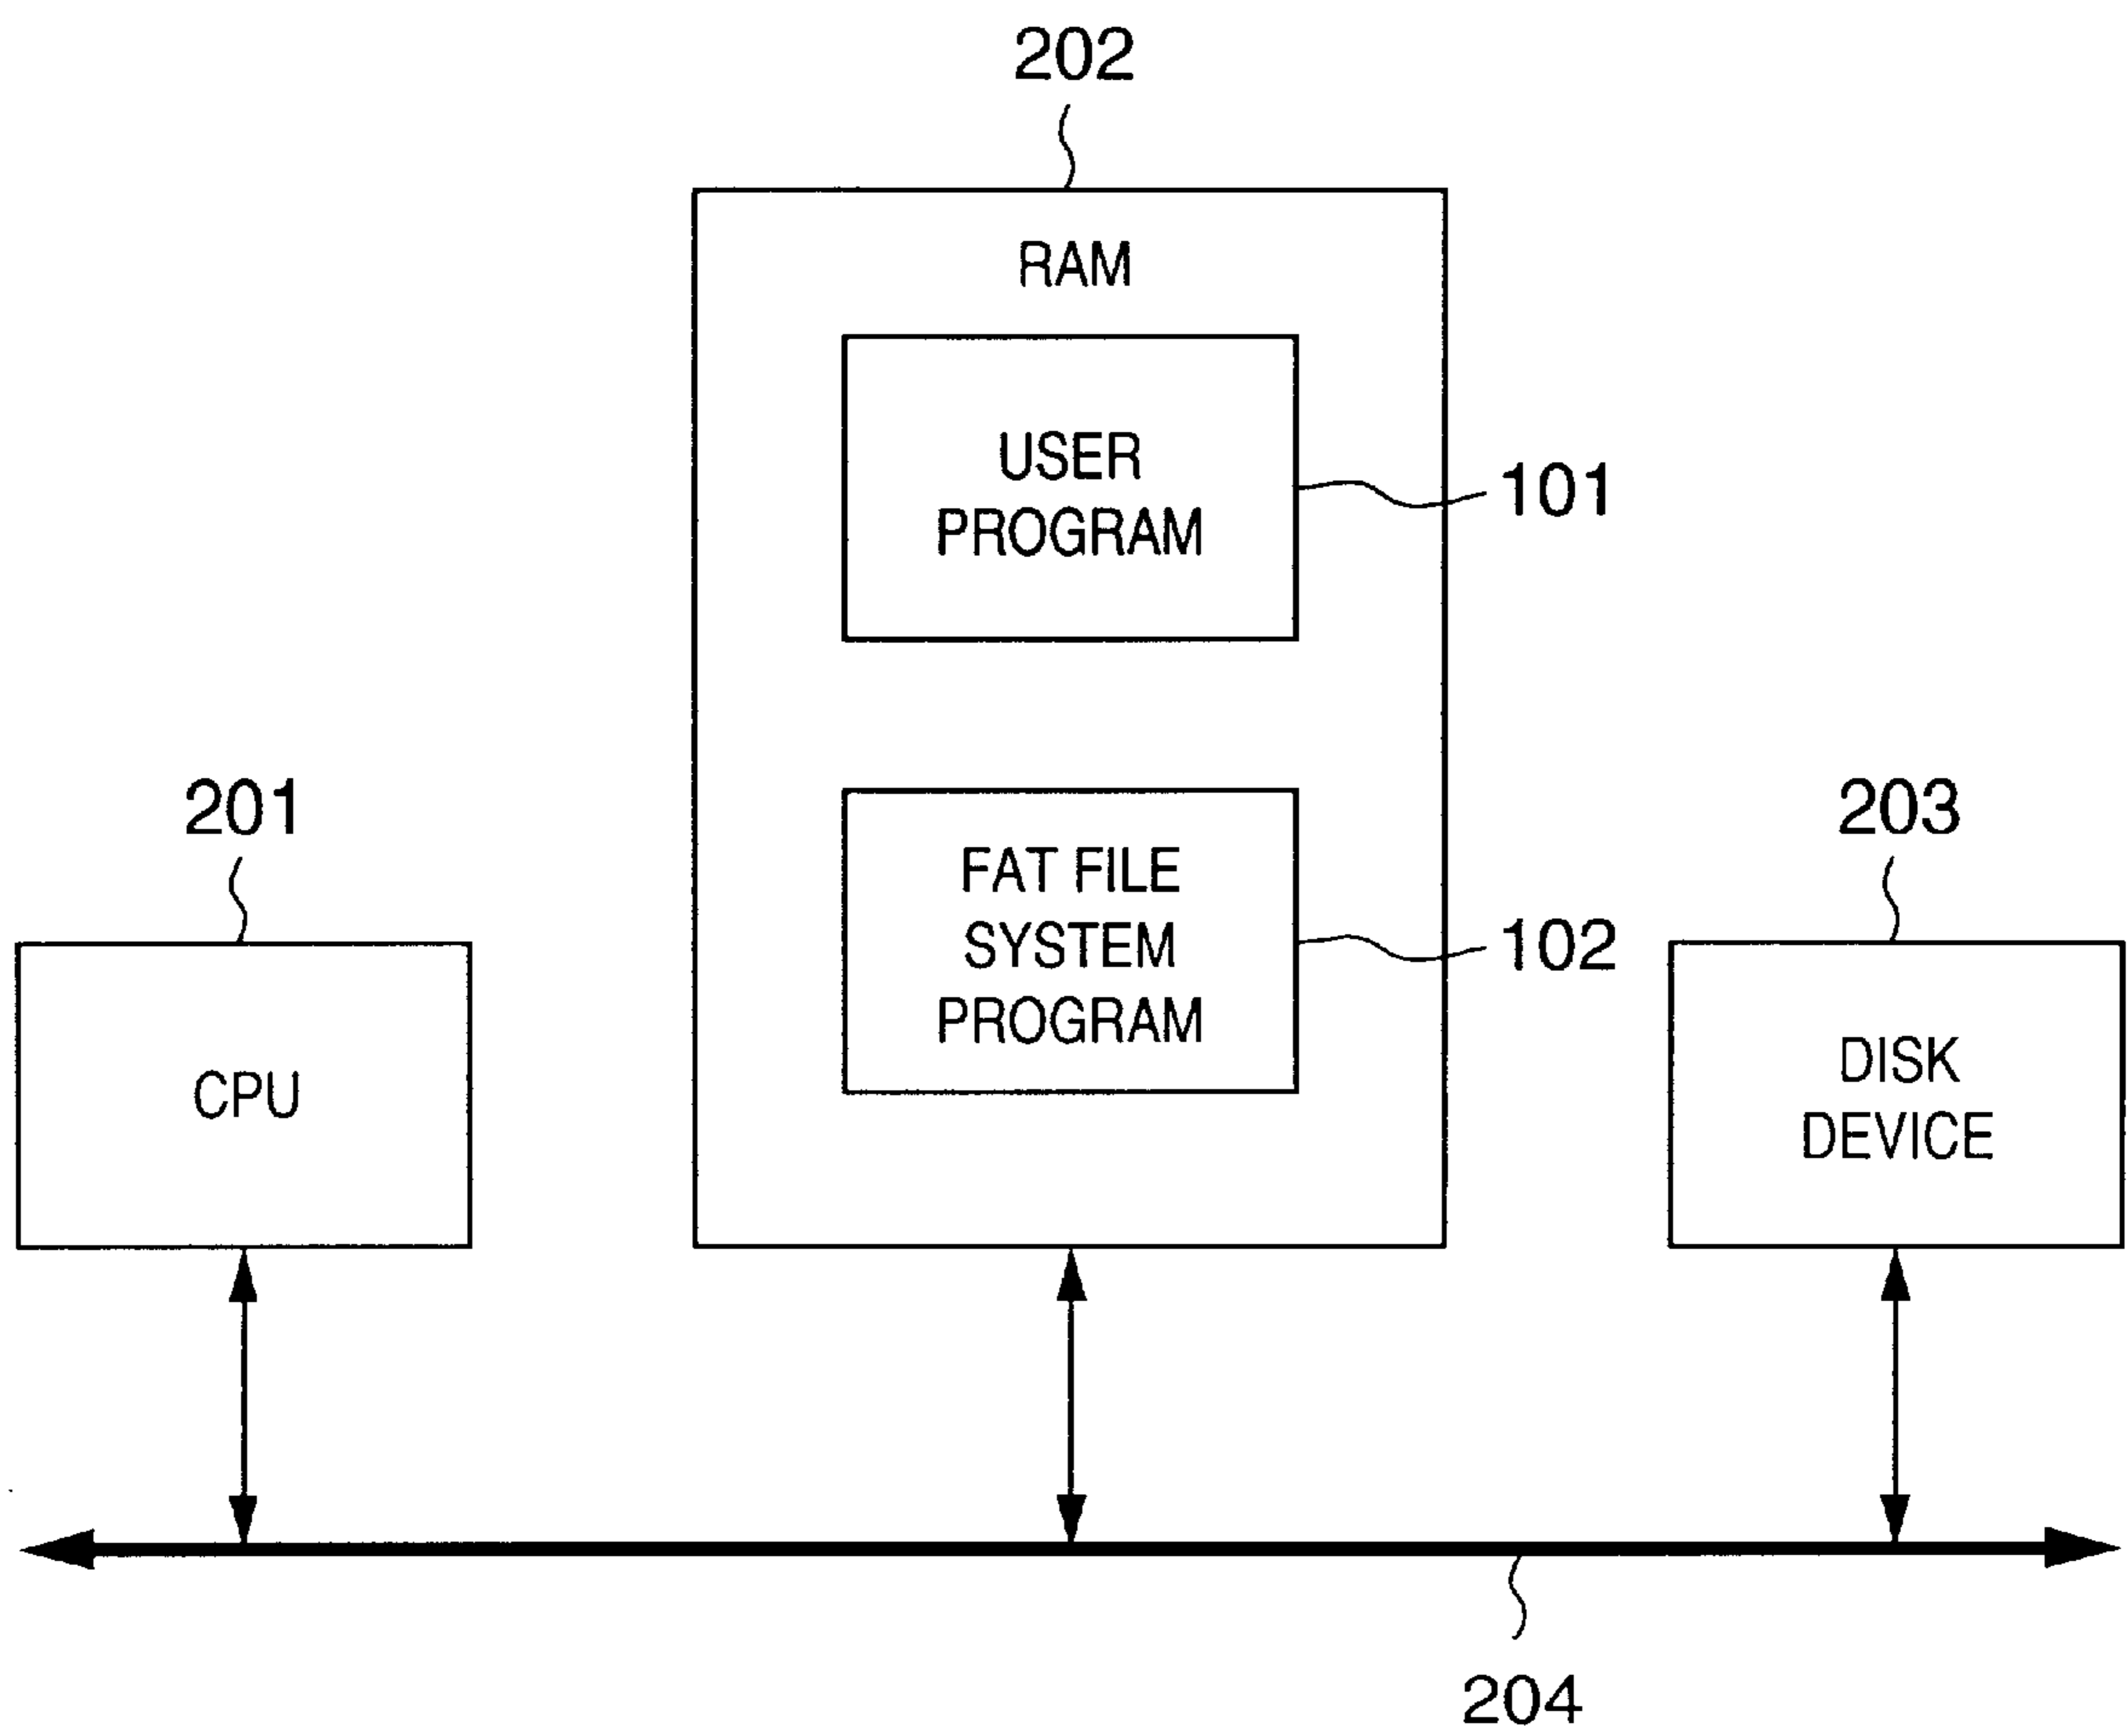 202
RAM
USER
PROGRAM
101
201
203
FAT FILE
SYSTEM
PROGRAM
102
CPU
DISK
DEVICE
204